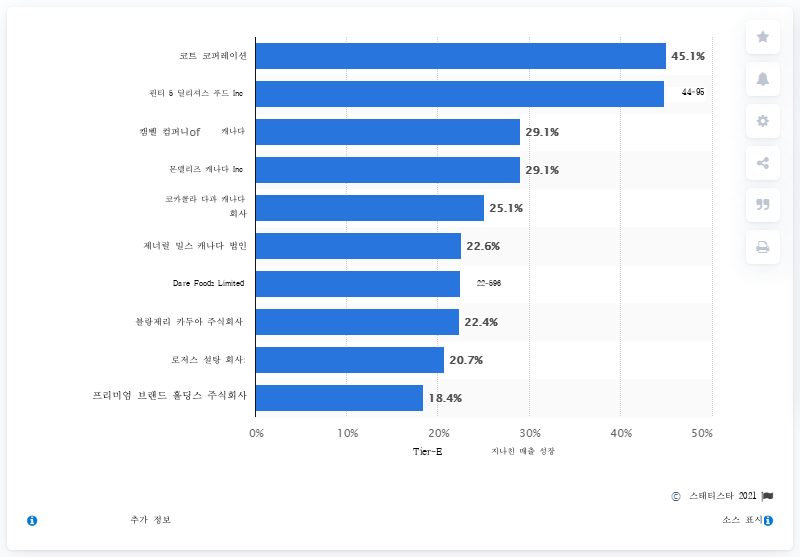 코트 코퍼레이션
45.1%
펀티 5 딜리셔스 푸드 Inc
44-95
캠벨 컴퍼니of 캐나다
29.1%
몬델리즈 캐나다 Inc
29.1%
코카콜라 다과 캐나다
회사
25.1%
제너럴 밀스 캐나다 법인
22.6%
Dare Foods Limited
22-596
블랑제리 카두아 주식회사
22.4%
로저스 설탕 회사:
20.7%
프리미엄 브랜드 홀딩스 주식회사
18.4%
0% 10% 20% 30% 40% 50%
Tier-E 지나친 매출 성장
© 스태티스타 2021
추가 정보
소스 표시